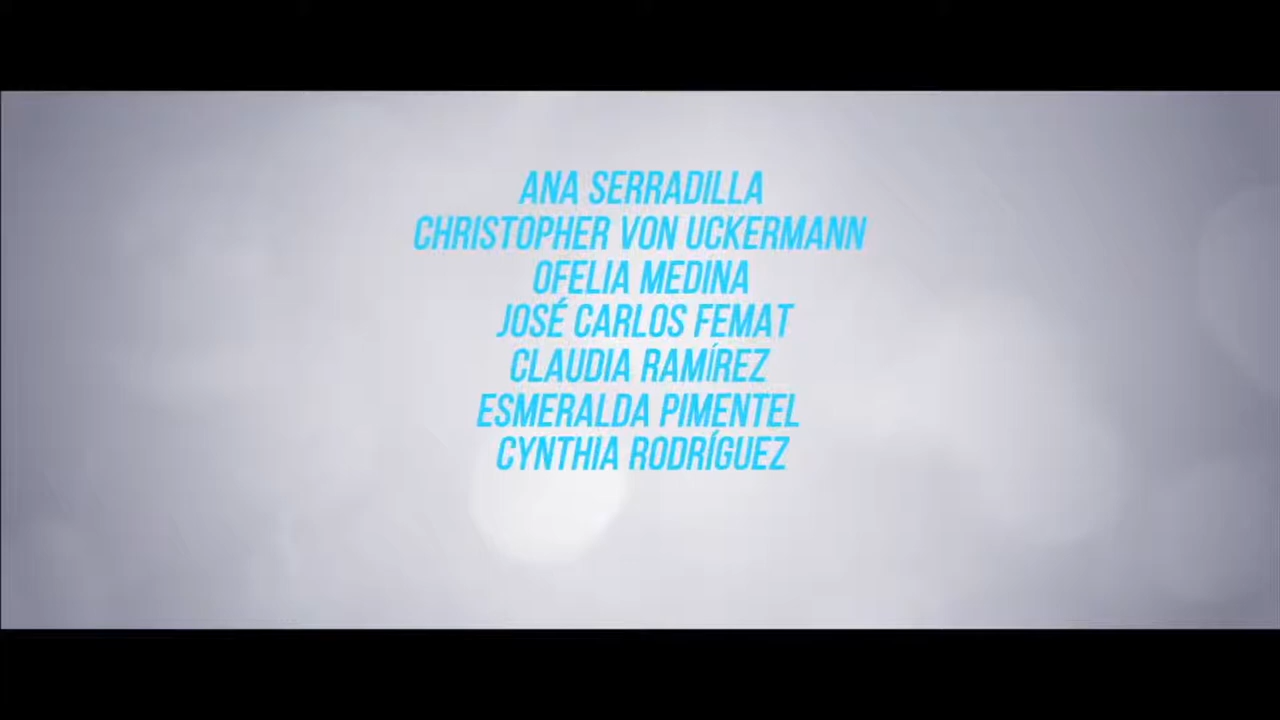 ANA SERRADILLA
CHRISTOPHER VON UCKERMANN
OFELIA MEDINA
JOSÉ CARLOS FEMAT
CLAUDIA RAMÍREZ
ESMERALDA PIMENTEL
CYNTHIA RODRÍGUEZ